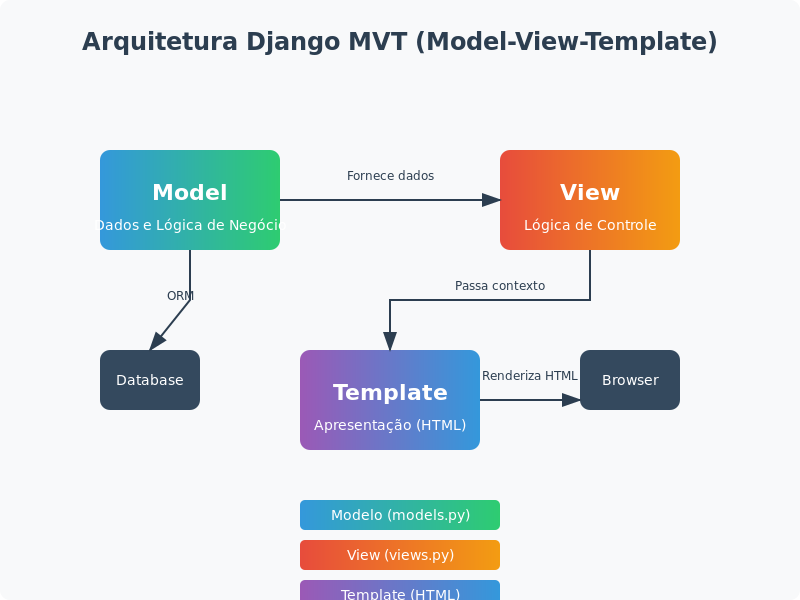 Arquitetura Django MVT (Model-View-Template)
Model
Dados e Lógica de Negócio
Fornece dados
View
Lógica de Controle
ORM
Passa contexto
Database
Template
Apresentação (HTML)
Renderiza HTML
Browser
Modelo (models.py)
View (views.py)
Template (HTML)